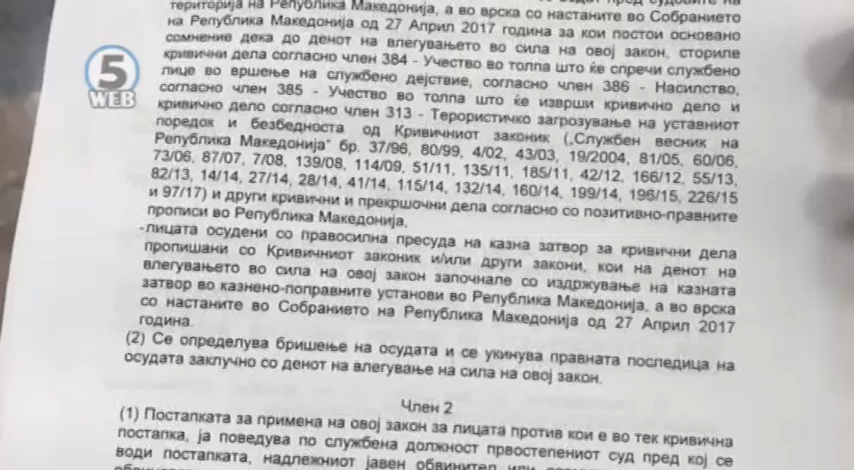 територија на Република Македонија, а во врска со настаните во Собранието
на Република Македонија од 27 Април 2017 година за кои постои основано
сомнение дека до денот на влегувањето во сила на овој закон, сториле
кривични дела согласно член 384 - Учество во толпа што ќе спречи службено
лице во вршење на службено дејствие, согласно член 386 - Насилство,
согласно член 385 - Учество во толпа што ќе изврши кривично дело и
кривично дело согласно член 313 - Терористичко загрозување на уставниот
поредок и безбедноста од Кривичниот законик („Службен весник на
Република Македонија“ бр. 37/96, 80/99, 4/02, 43/03, 19/2004, 81/05, 60/06,
73/06, 87/07, 7/08, 139/08, 114/09, 51/11, 135/11, 185/11, 42/12, 166/12, 55/13,
82/13, 14/14, 27/14, 28/14, 41/14, 115/14, 132/14, 160/14, 199/14, 196/15, 226/15
и 97/17) и други кривични и прекршочни дела согласно со позитивно-правните
прописи во Република Македонија,
-лицата осудени со правосилна пресуда на казна затвор за кривични дела
пропишани со Кривичниот законик и/или други закони, кои на денот на
влегувањето во сила на овој закон започнале со издржување на казната
затвор во казнено-поправните установи во Република Македонија, а во врска
со настаните во Собранието на Република Македонија од 27 Април 2017
година.
(2) Се определува бришење на осудата и се укинува правната последица на
осудата заклучно со денот на влегување на сила на овој закон.
Член 2
(1) Постапката за примена на овој закон за лицата против кои е во тек кривична
постапка, ја поведува по службена должност првостепениот суд пред кој се
води постапката, надлежниот јавен обвинител или
5
WEB